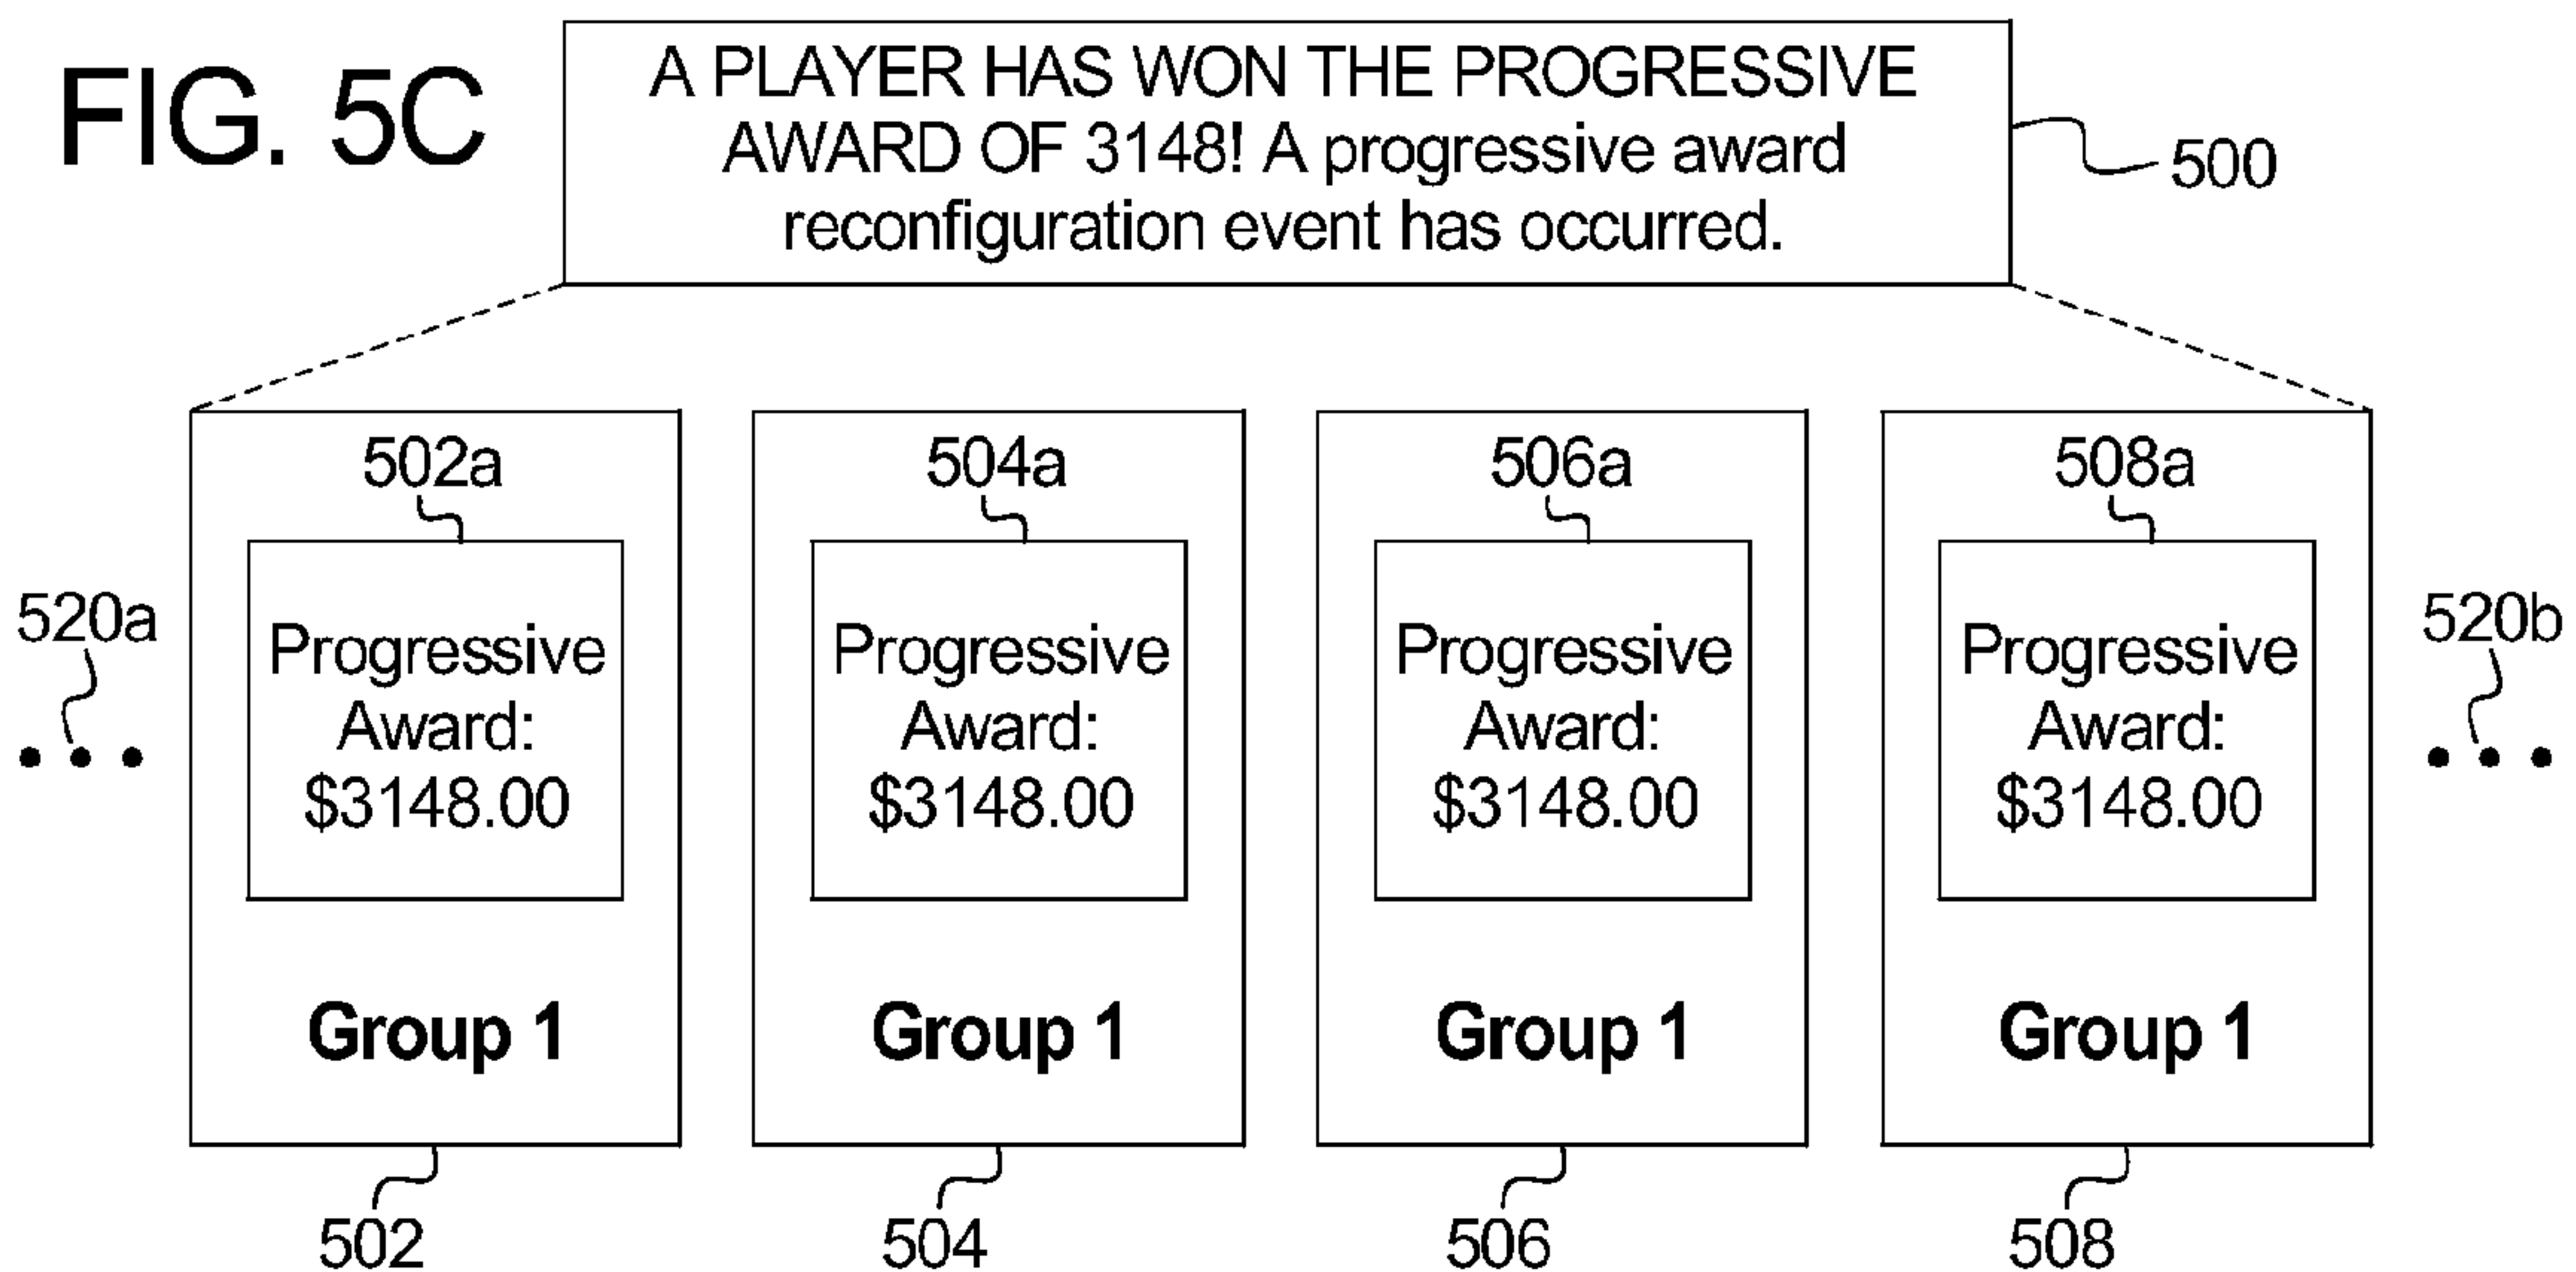 FIG. 5C
A PLAYER HAS WON THE PROGRESSIVE
AWARD OF 3148! A progressive award
reconfiguration event has occurred.
500
502a
504a
506a
508a
520a
520b
Progressive
Award:
$3148.00
Progressive
Award:
$3148.00
Progressive
Award:
$3148.00
Progressive
Award:
$3148.00
Group 1
Group 1
Group 1
Group 1
502
504
506
508